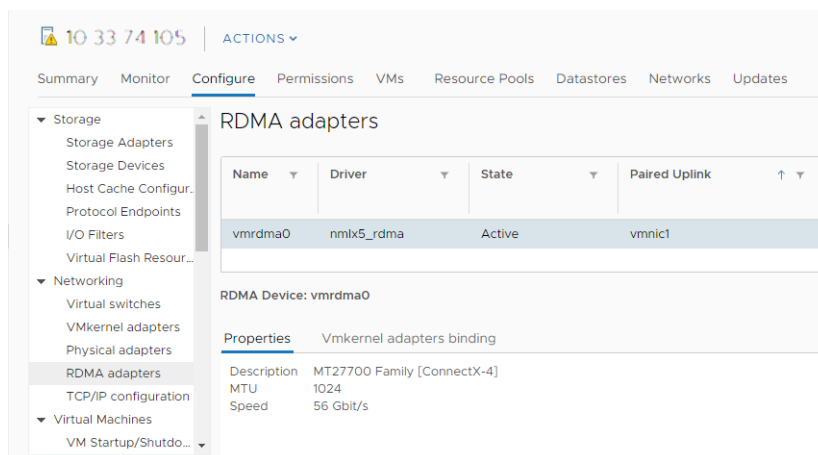 10 33 74 105 ACTIONS
Summary Monitor Configure Permissions VMs Resource Pools Datastores Networks Updates
Storage
Storage Adapters
Storage Devices
Host Cache Configur..
Protocol Endpoints
I/O Filters
Virtual Flash Resour...
Networking
Virtual switches
VMkernel adapters
Physical adapters
RDMA adapters
TCP/IP configuration
Virtual Machines
VM Startup/Shutdo...
RDMA adapters
Name Driver State Paired Uplink
vmrdma0 nmlx5_rdma Active vmnic1
RDMA Device: vmrdma0
Properties Vmkernel adapters binding
Description MT27700 Family [ConnectX-4]
MTU 1024
Speed 56 Gbit/s